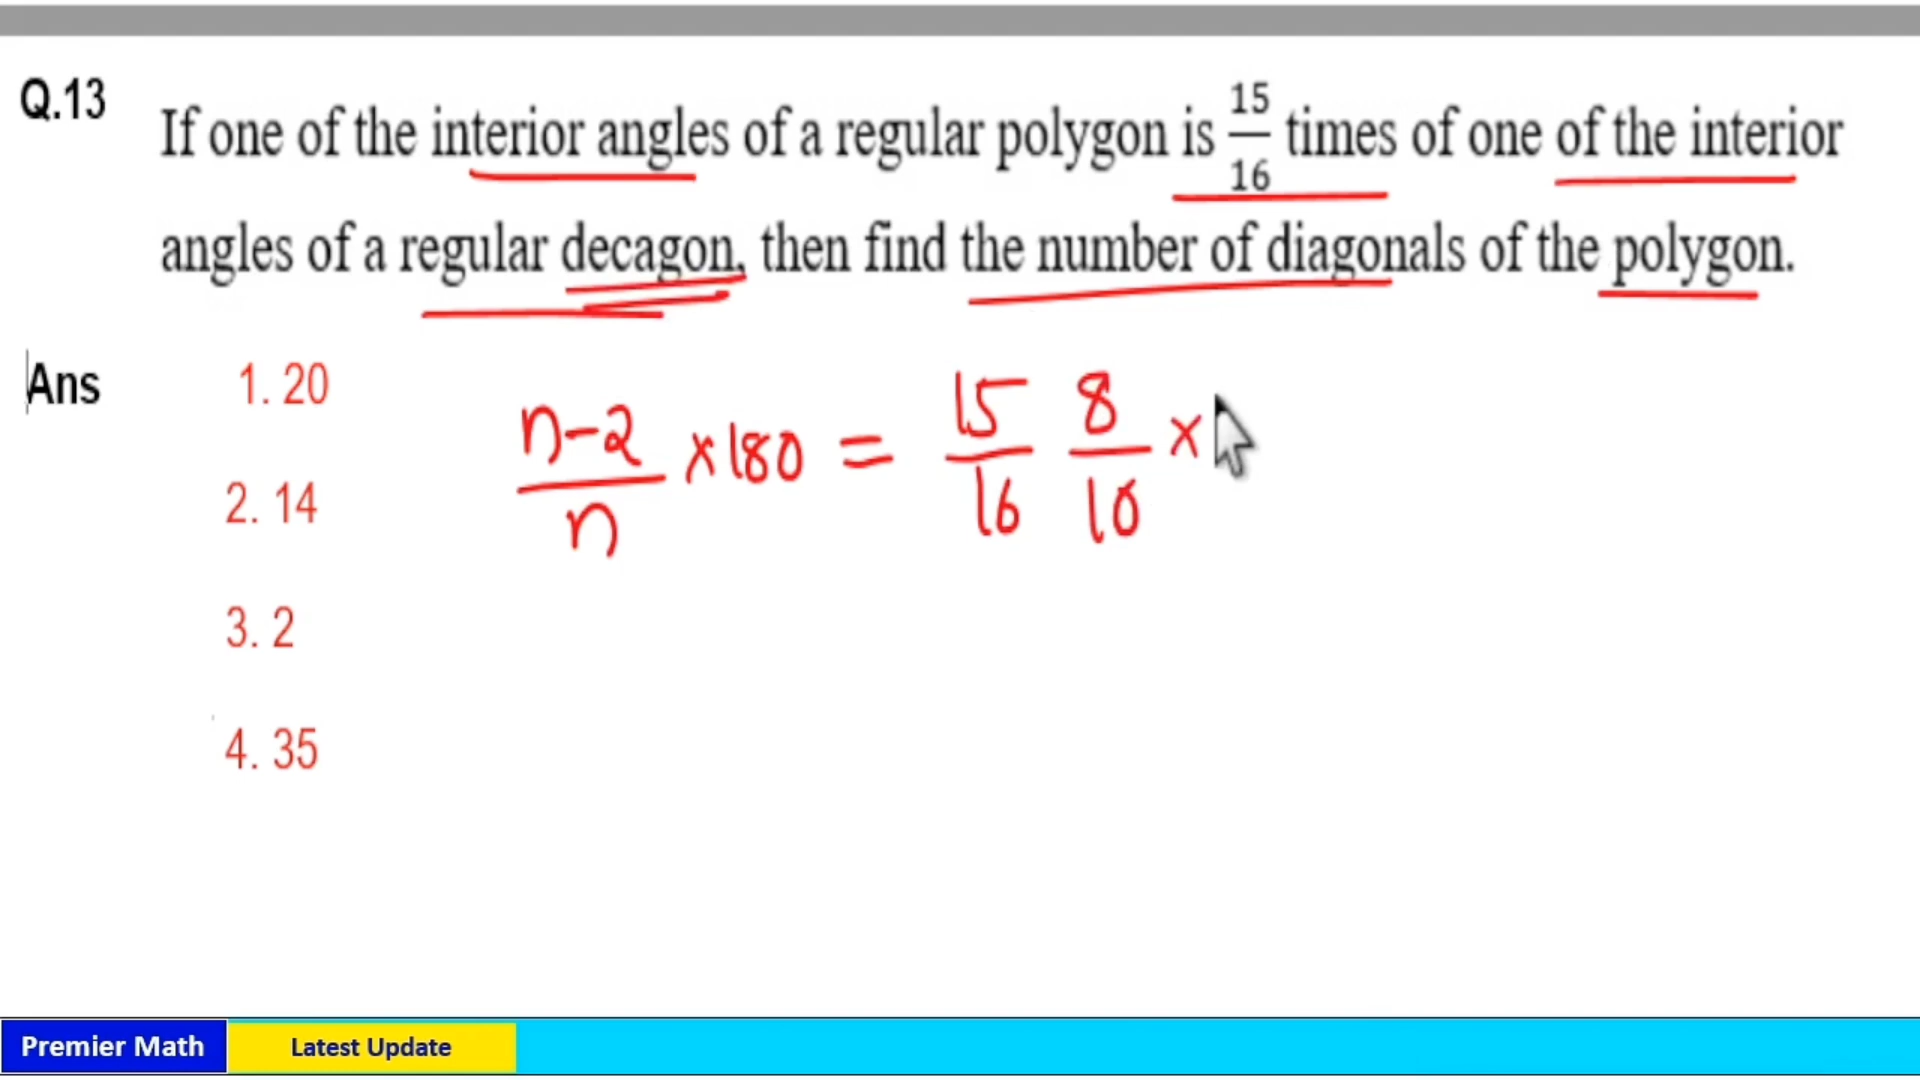 Q.13 If one of the interior angles of a regular polygon is 15/16 times of one of the interior
angles of a regular decagon, then find the number of diagonals of the polygon.
Ans 1. 20
n-2/n ×180 = 15/16 8/10 ×
2. 14
3. 2
4. 35
Premier Math Latest Update